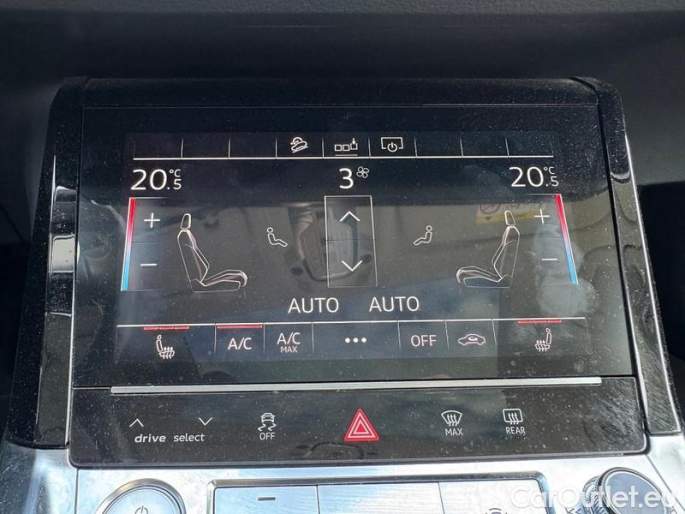 20.5 °C 3 20.5 °C
+ +
− −
AUTO AUTO
A/C A/C MAX ••• OFF
drive select OFF MAX REAR
CarOutlet.eu